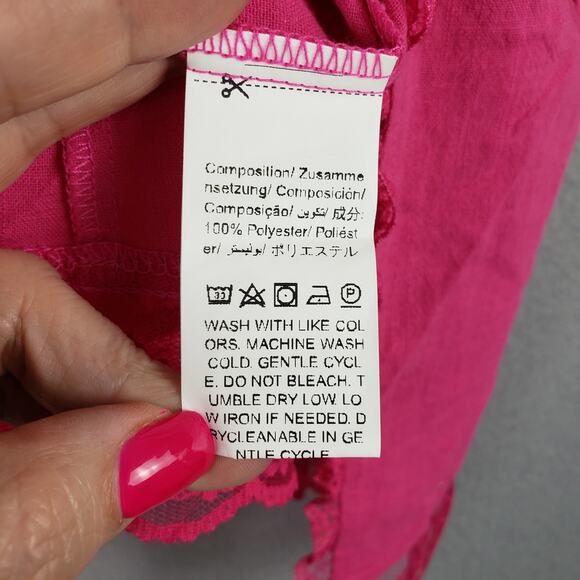 Composition/ Zusamme
nsetzung/ Composición/
Composição/ تكوين/ 成分:
100% Polyester/ Poliést
er/ بوليستر/ ポリエステル
30 P
WASH WITH LIKE COL
ORS. MACHINE WASH
COLD. GENTLE CYCL
E. DO NOT BLEACH. T
UMBLE DRY LOW. LO
W IRON IF NEEDED. D
RYCLEANABLE IN GE
NTLE CYCLE